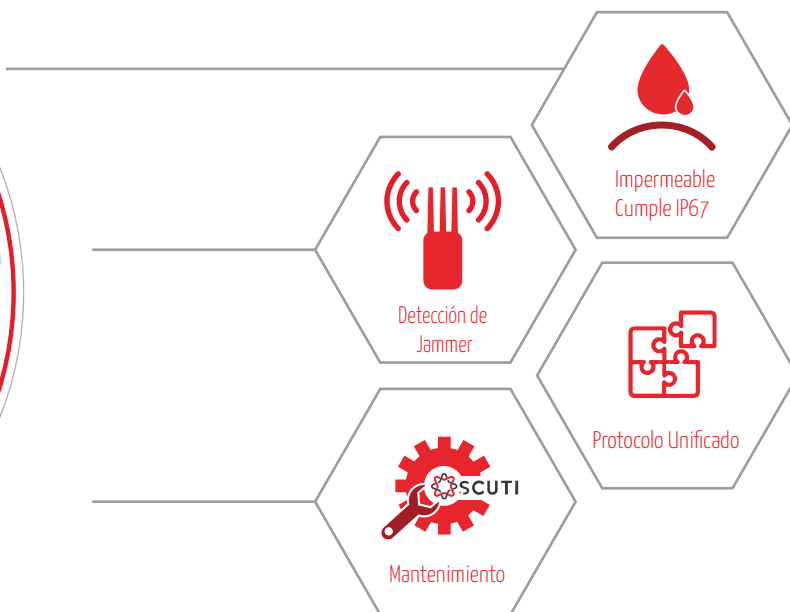 Impermeable
Cumple IP67
Detección de
Jammer
Protocolo Unificado
SCUTI
Mantenimiento